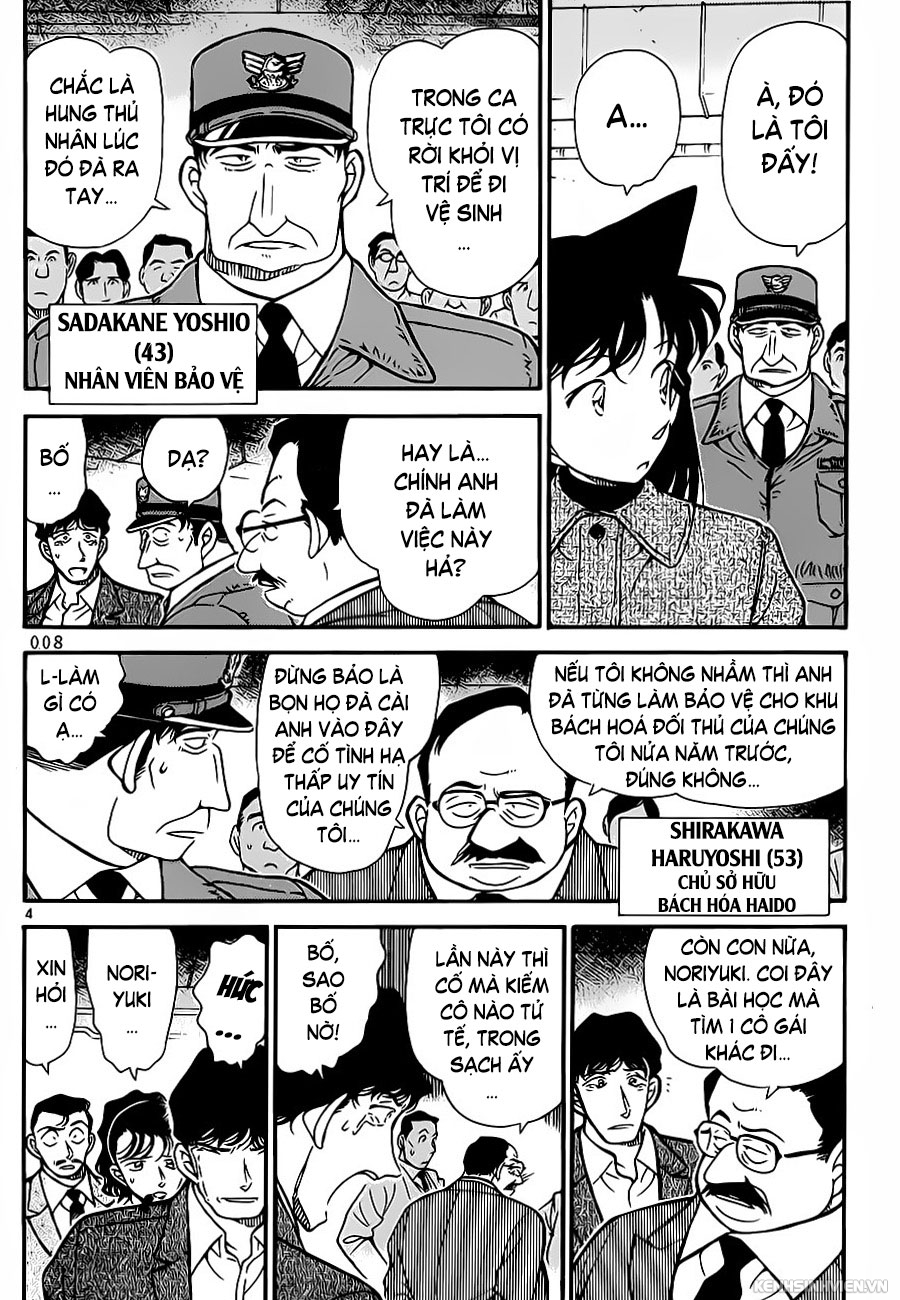 À, ĐÓ
LÀ TÔI
ĐẤY!
A...
TRONG CA
TRỰC TÔI CÓ
RỜI KHỎI VỊ
TRÍ ĐỂ ĐI
VỆ SINH
...
CHẮC LÀ
HUNG THỦ
NHÂN LÚC
ĐÓ ĐÀ RA
TAY...
SADAKANE YOSHIO
(43)
NHÂN VIÊN BẢO VỆ
HAY LÀ...
CHÍNH ANH
ĐÀ LÀM
VIỆC NÀY
HẢ?
DẠ?
BỐ
...
008
NẾU TÔI KHÔNG NHẦM THÌ ANH
ĐÀ TỪNG LÀM BẢO VỆ CHO KHU
BÁCH HOÁ ĐỐI THỦ CỦA CHÚNG
TÔI NỬA NĂM TRƯỚC,
ĐÚNG KHÔNG...
SHIRAKAWA
HARUYOSHI (53)
CHỦ SỞ HỮU
BÁCH HÓA HAIDO
ĐỪNG BẢO LÀ
BỌN HỌ ĐÀ CÀI
ANH VÀO ĐÂY
ĐỂ CỐ TÌNH HẠ
THẤP UY TÍN
CỦA CHÚNG
TÔI...
L-LÀM
GÌ CÓ
Ạ...
4
CÒN CON NỮA,
NORIYUKI. COI ĐÂY
LÀ BÀI HỌC MÀ
TÌM 1 CÔ GÁI
KHÁC ĐI...
LẦN NÀY THÌ
CỐ MÀ KIẾM
CÔ NÀO TỬ
TẾ, TRONG
SẠCH ẤY
BỐ,
SAO
BỐ
NỠ!
HỨC
...
NORI-
YUKI
...
XIN
HỎI
...
KENHSINHVIEN.VN